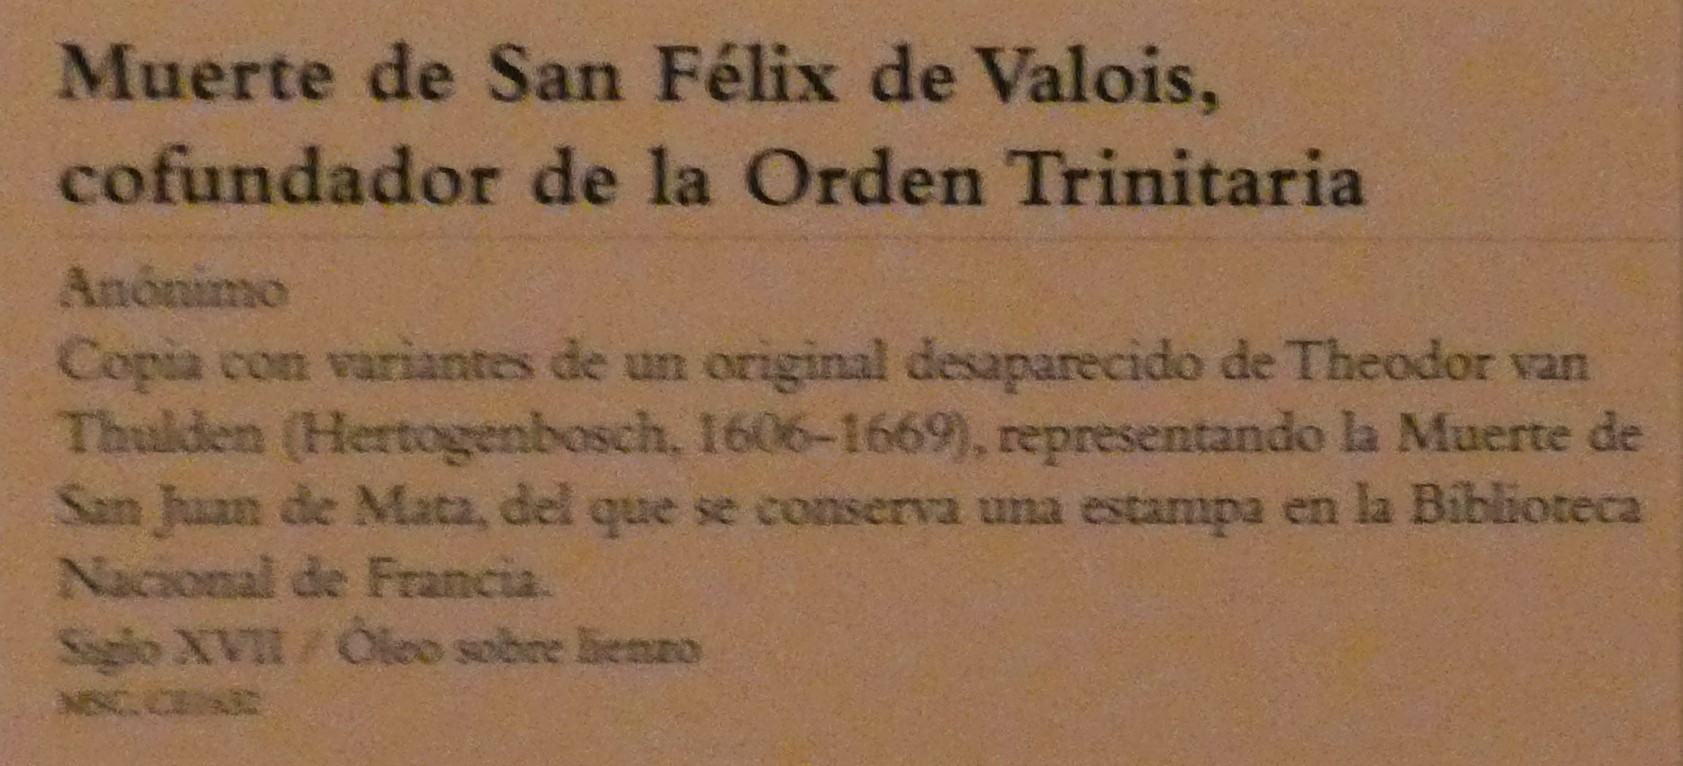 Muerte de San Félix de Valois,
cofundador de la Orden Trinitaria
Anónimo
Copia con variantes de un original desaparecido de Theodor van
Thulden (Hertogenbosch, 1606-1669), representando la Muerte de
San Juan de Mata, del que se conserva una estampa en la Biblioteca
Nacional de Francia.
Siglo XVII / Óleo sobre lienzo